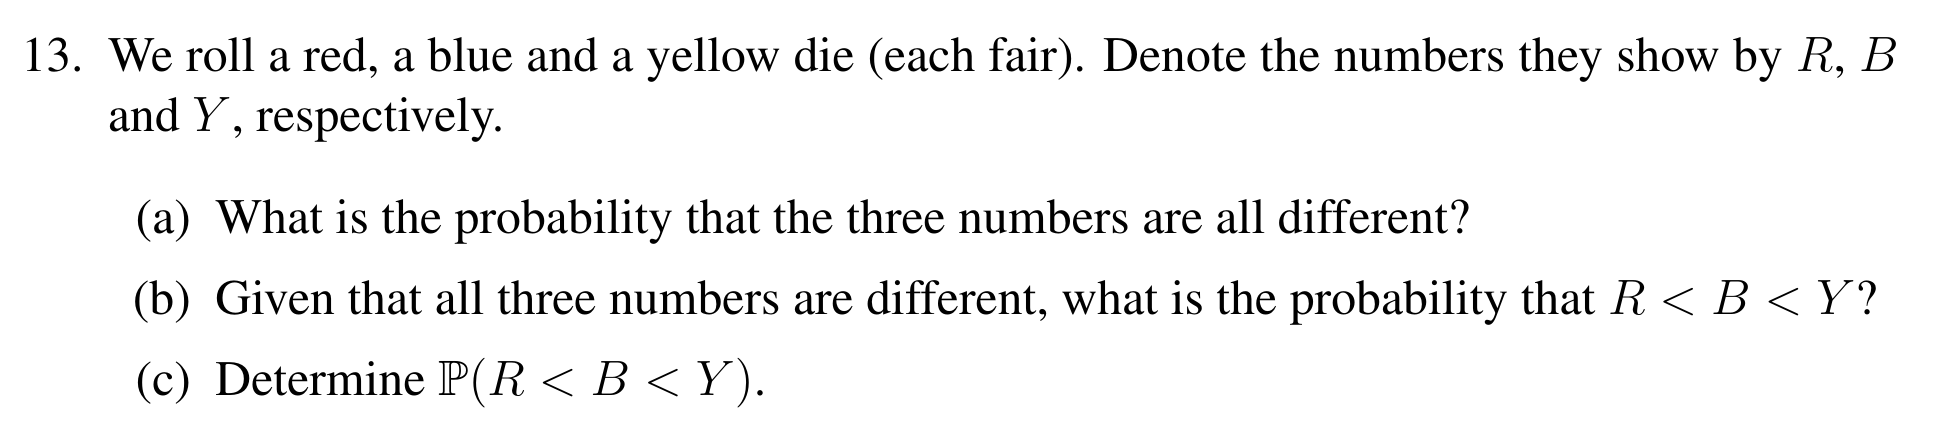 13. We roll a red, a blue and a yellow die (each fair). Denote the numbers they show by R, B
and Y, respectively.
(a) What is the probability that the three numbers are all different?
(b) Given that all three numbers are different, what is the probability that R < B < Y?
(c) Determine ℙ(R < B < Y).